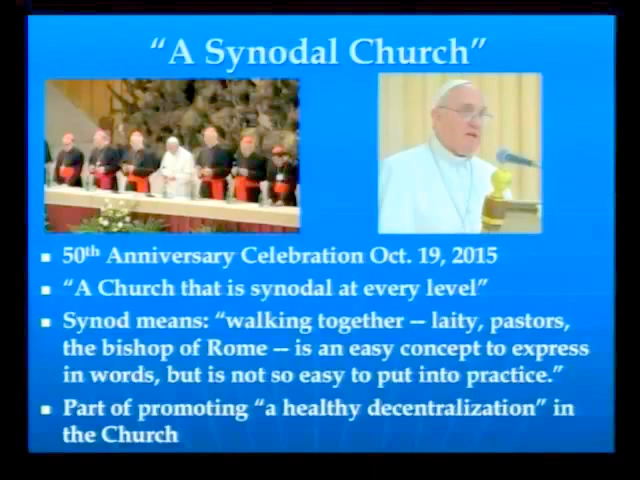 “A Synodal Church”
50th Anniversary Celebration Oct. 19, 2015
“A Church that is synodal at every level”
Synod means: “walking together -- laity, pastors,
the bishop of Rome -- is an easy concept to express
in words, but is not so easy to put into practice.”
Part of promoting “a healthy decentralization” in
the Church